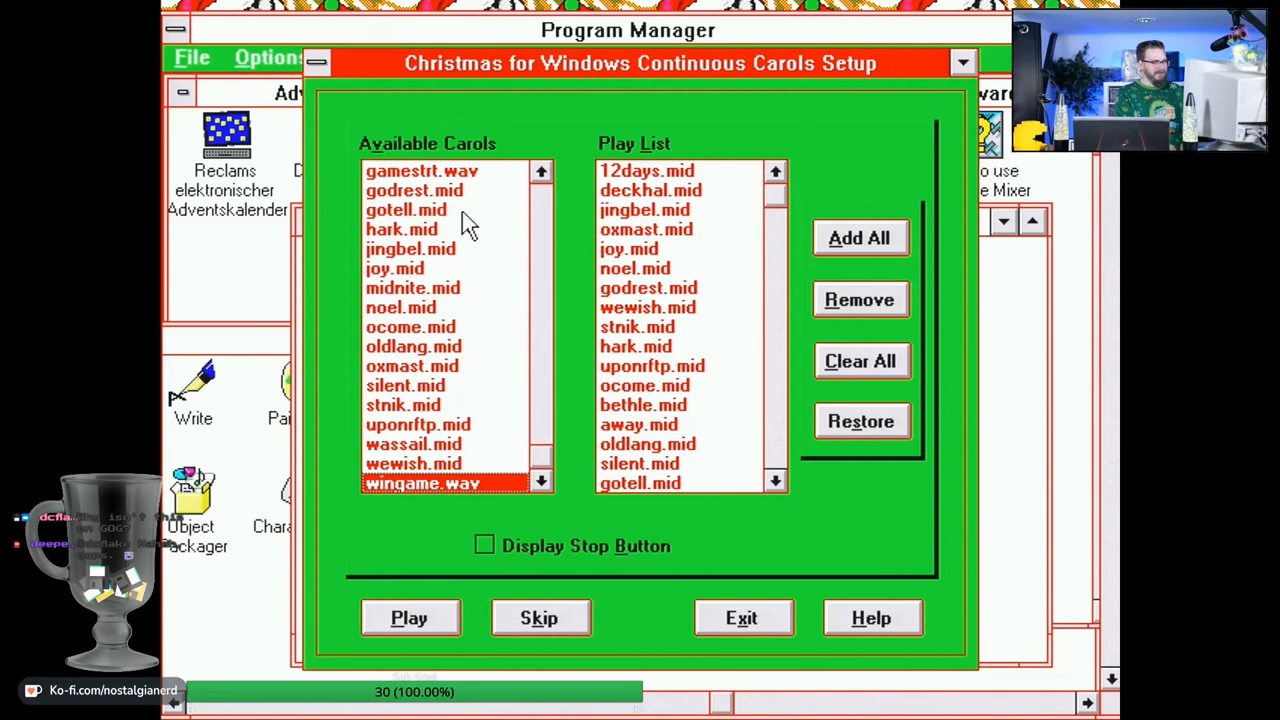 Program Manager
File
Option
Christmas for Windows Continuous Carols Setup
Reclams
elektronischer
Adventskalender
Available Carols
gamestrt.wav
godrest.mid
gotell.mid
hark.mid
jingbel.mid
joy.mid
midnite.mid
noel.mid
ocome.mid
oldlang.mid
oxmast.mid
silent.mid
stnik.mid
uponrftp.mid
wassail.mid
wewish.mid
wingame.wav
Play List
12days.mid
deckhal.mid
jingbel.mid
oxmast.mid
joy.mid
noel.mid
godrest.mid
wewish.mid
stnik.mid
hark.mid
uponrftp.mid
ocome.mid
bethle.mid
away.mid
oldlang.mid
silent.mid
gotell.mid
Add All
Remove
Clear All
Restore
o use
e Mixer
Write
Pai
Object
ackager
Chara
Display Stop Button
Play
Skip
Exit
Help
Ko-fi.com/nostalgianerd
30 (100.00%)